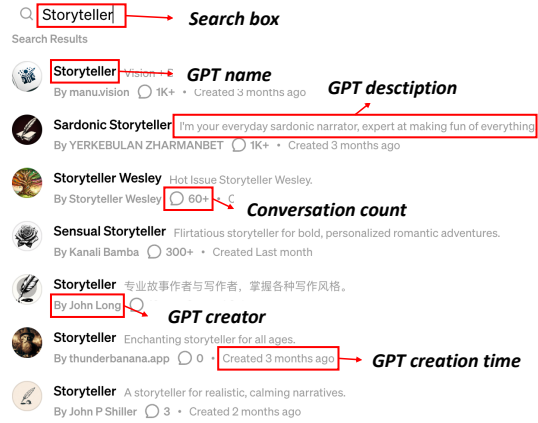 Storyteller
Search box
Search Results
Storyteller Vision +
GPT name
By manu.vision 1K+ • Created 3 months ago
GPT desctiption
Sardonic Storyteller I'm your everyday sardonic narrator, expert at making fun of everything
By YERKEBULAN ZHARMANBET 1K+ • Created 3 months ago
Storyteller Wesley Hot Issue Storyteller Wesley.
By Storyteller Wesley 60+ •
Conversation count
Sensual Storyteller Flirtatious storyteller for bold, personalized romantic adventures.
By Kanali Bamba 300+ • Created Last month
Storyteller 专业故事作者与写作者，掌握各种写作风格。
By John Long
GPT creator
Storyteller Enchanting storyteller for all ages.
By thunderbanana.app 0 • Created 3 months ago
GPT creation time
Storyteller A storyteller for realistic, calming narratives.
By John P Shiller 3 • Created 2 months ago